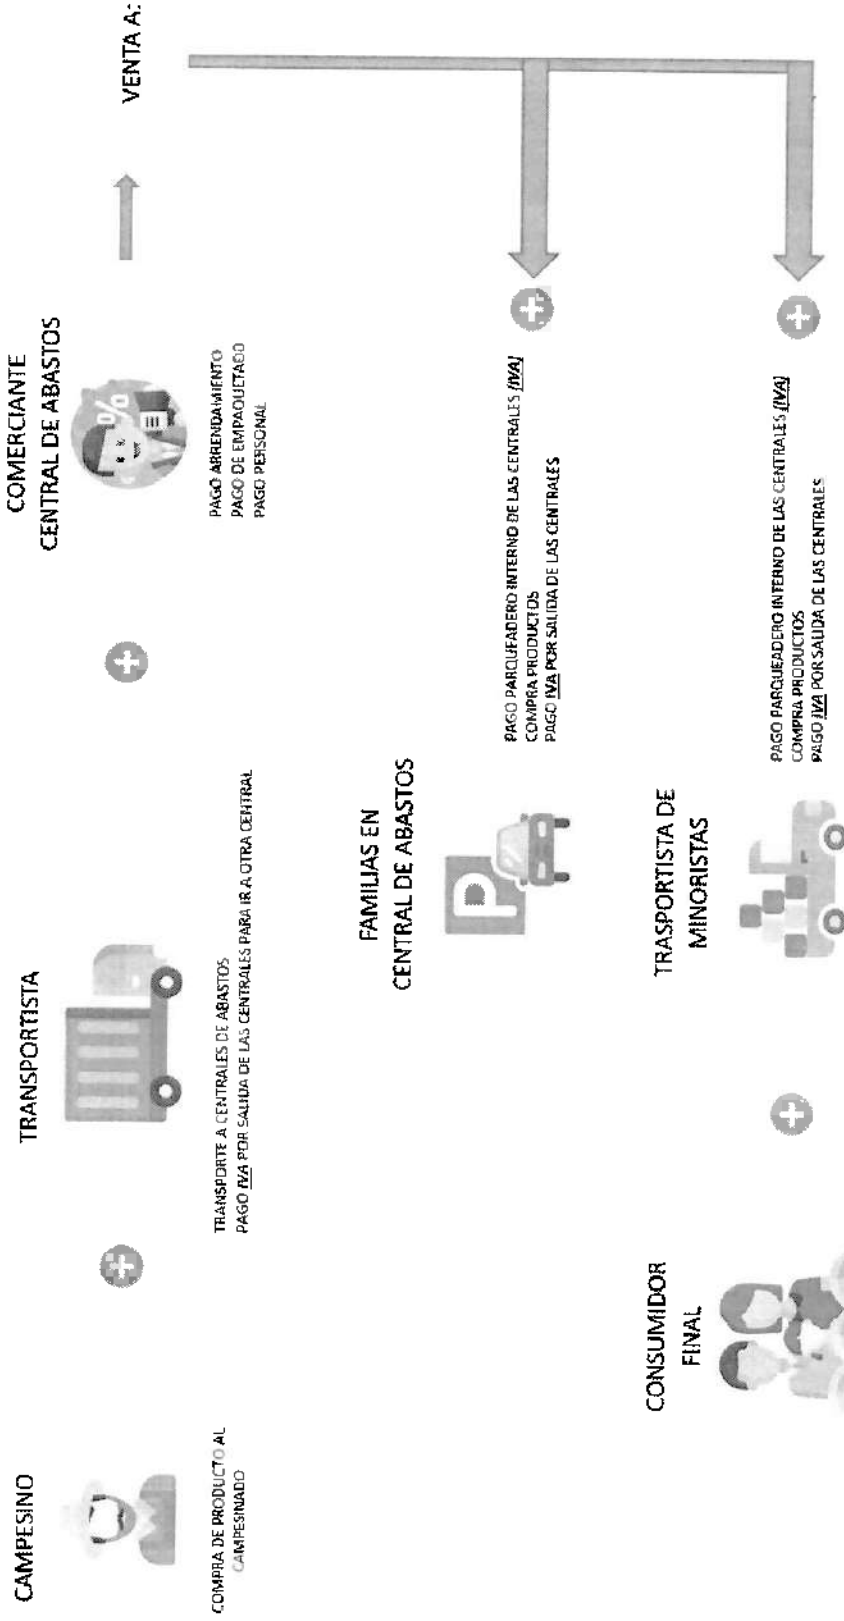 CAMPESINO
COMPRA DE PRODUCTO AL
CAMPESINADO
TRANSPORTISTA
TRANSPORTE A CENTRALES DE ABASTOS
PAGO IVA POR SALIDA DE LAS CENTRALES PARA IR A OTRA CENTRAL
COMERCIANTE
CENTRAL DE ABASTOS
%
PAGO ARRENDAMIENTO
PAGO DE EMPAQUETADO
PAGO PERSONAL
VENTA A:
FAMILIAS EN
CENTRAL DE ABASTOS
P
PAGO PARQUEADERO INTERNO DE LAS CENTRALES (IVA)
COMPRA PRODUCTOS
PAGO IVA POR SALIDA DE LAS CENTRALES
CONSUMIDOR
FINAL
TRASPORTISTA DE
MINORISTAS
PAGO PARQUEADERO INTERNO DE LAS CENTRALES (IVA)
COMPRA PRODUCTOS
PAGO IVA POR SALIDA DE LAS CENTRALES